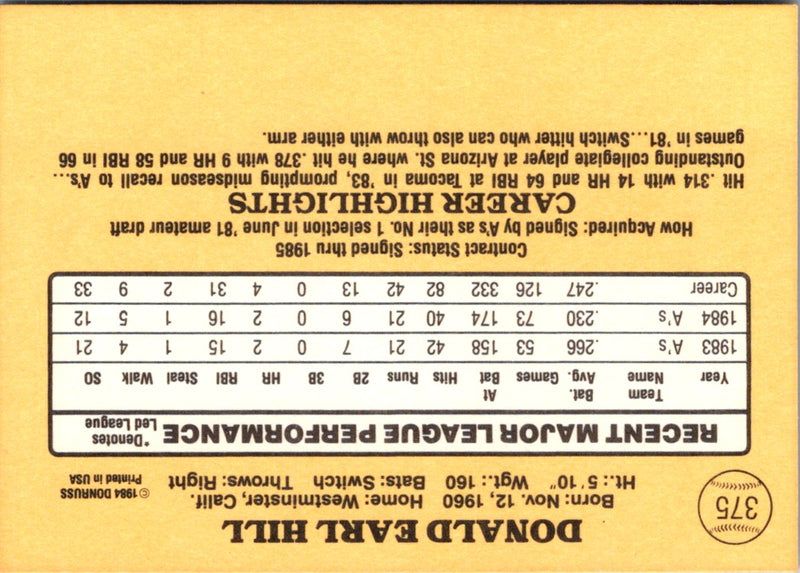 375
DONALD EARL HILL
Born: Nov. 12, 1960 Home: Westminster, Calif.
Ht.: 5'10" Wgt.: 160 Bats: Switch Throws: Right
©1984 DONRUSS
Printed in USA
RECENT MAJOR LEAGUE PERFORMANCE
*Denotes
Led League
Year Team Name Bat. Avg. Games At Bat Hits Runs 2B 3B HR RBI Steal Walk SO
1983 A's .266 53 158 42 21 7 0 2 15 1 4 21
1984 A's .230 73 174 40 21 6 0 2 16 1 5 12
Career .247 126 332 82 42 13 0 4 31 2 9 33
Contract Status: Signed thru 1985
How Acquired: Signed by A's as their No. 1 selection in June '81 amateur draft
CAREER HIGHLIGHTS
Hit .314 with 14 HR and 64 RBI at Tacoma in '83, prompting midseason recall to A's...
Outstanding collegiate player at Arizona St. where he hit .378 with 9 HR and 58 RBI in 66
games in '81...Switch hitter who can also throw with either arm.